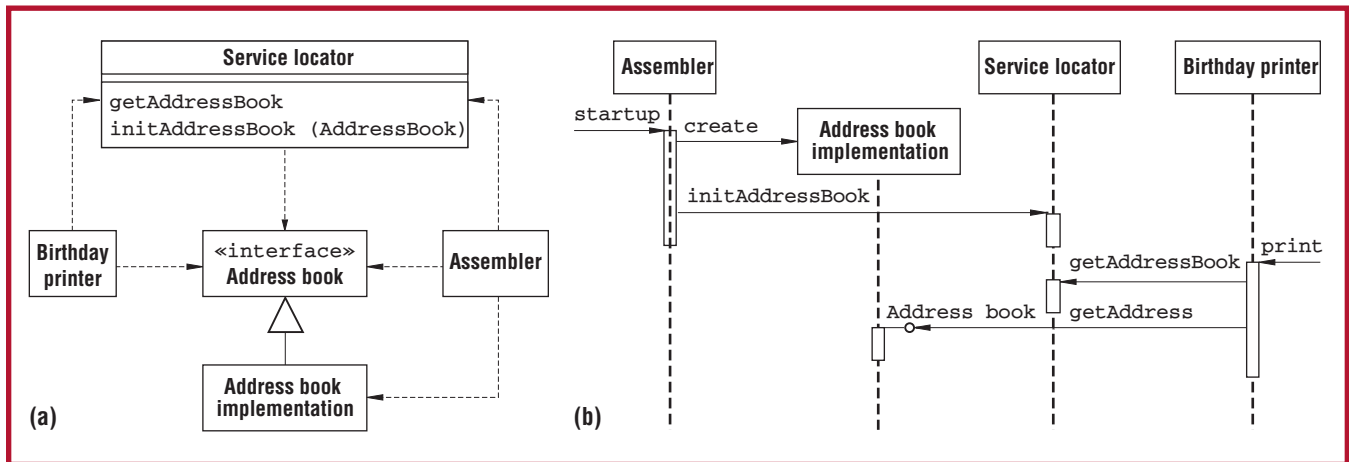 Service locator
getAddressBook
initAddressBook (AddressBook)
Birthday
printer
«interface»
Address book
Assembler
Address book
implementation
(a)
Assembler
Service locator
Birthday printer
startup
create
Address book
implementation
initAddressBook
print
getAddressBook
Address book
getAddress
(b)